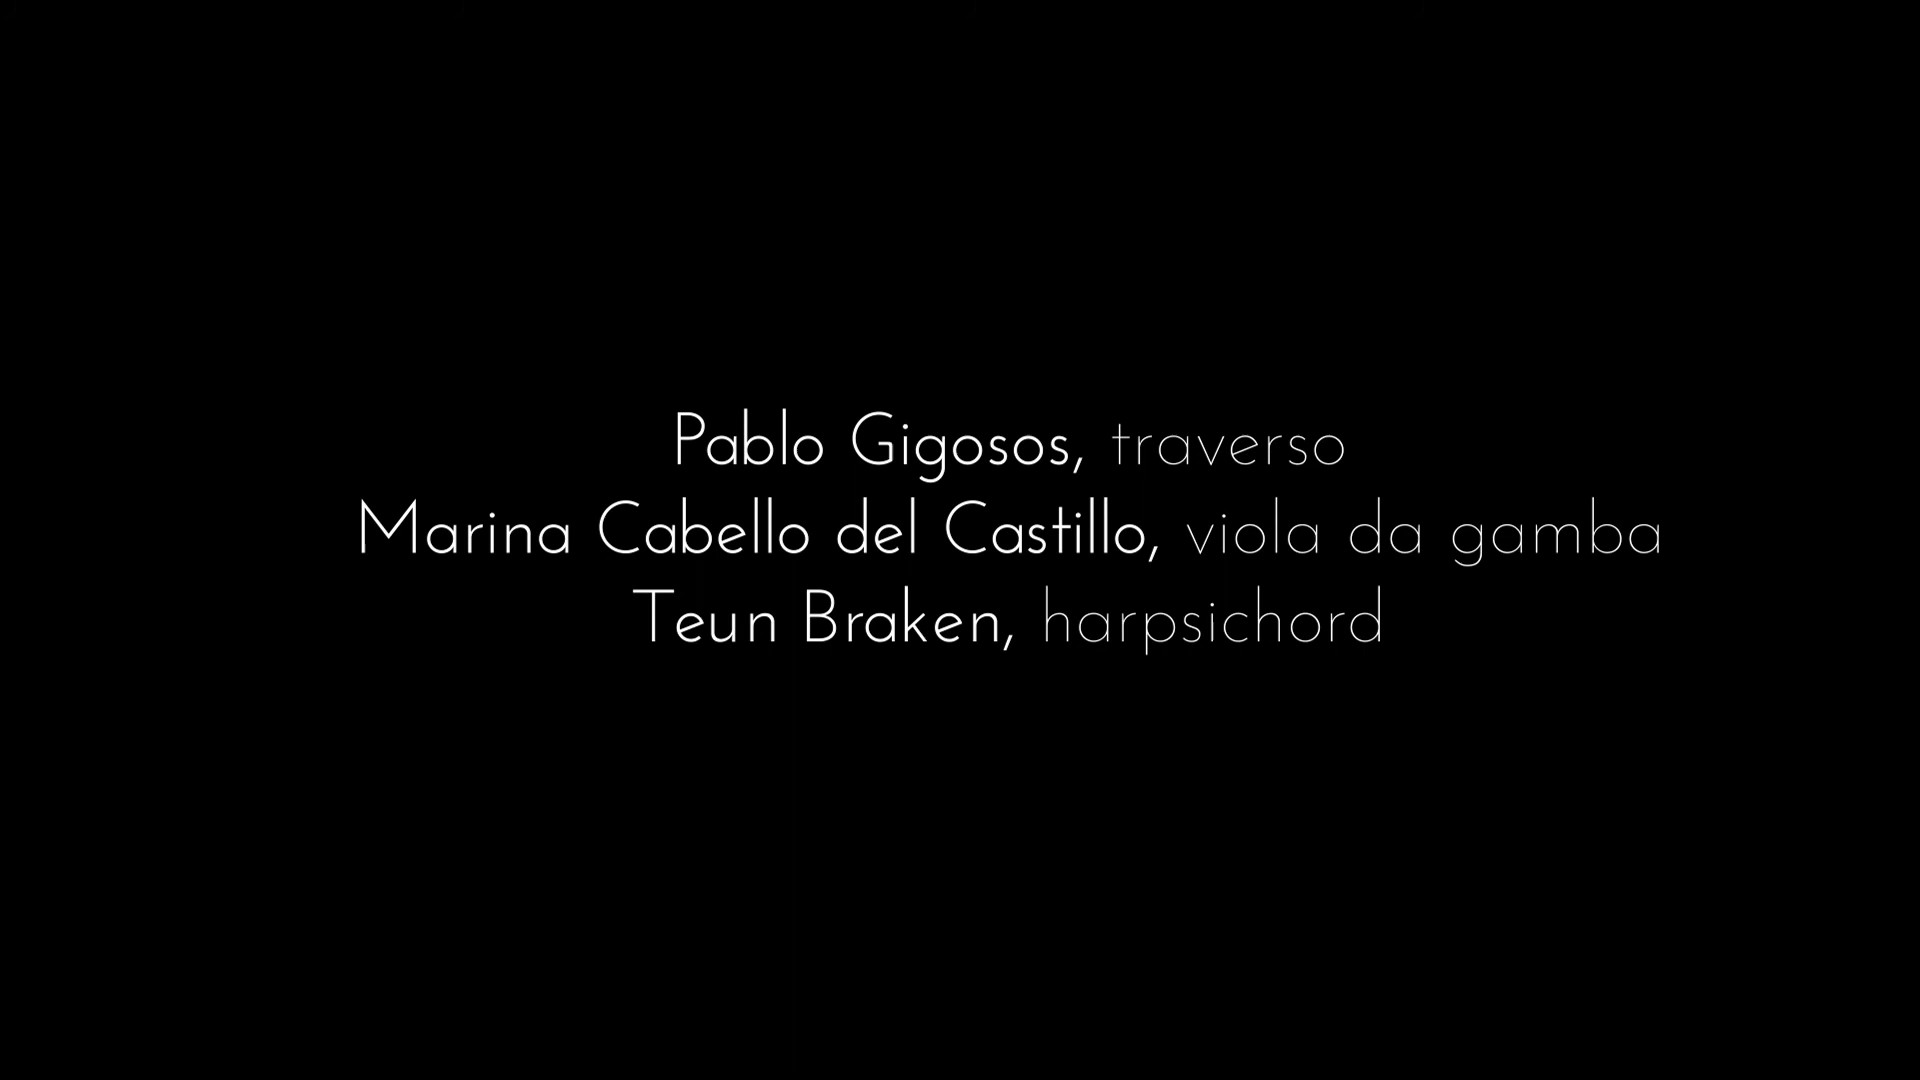 Pablo Gigosos, traverso
Marina Cabello del Castillo, viola da gamba
Teun Braken, harpsichord